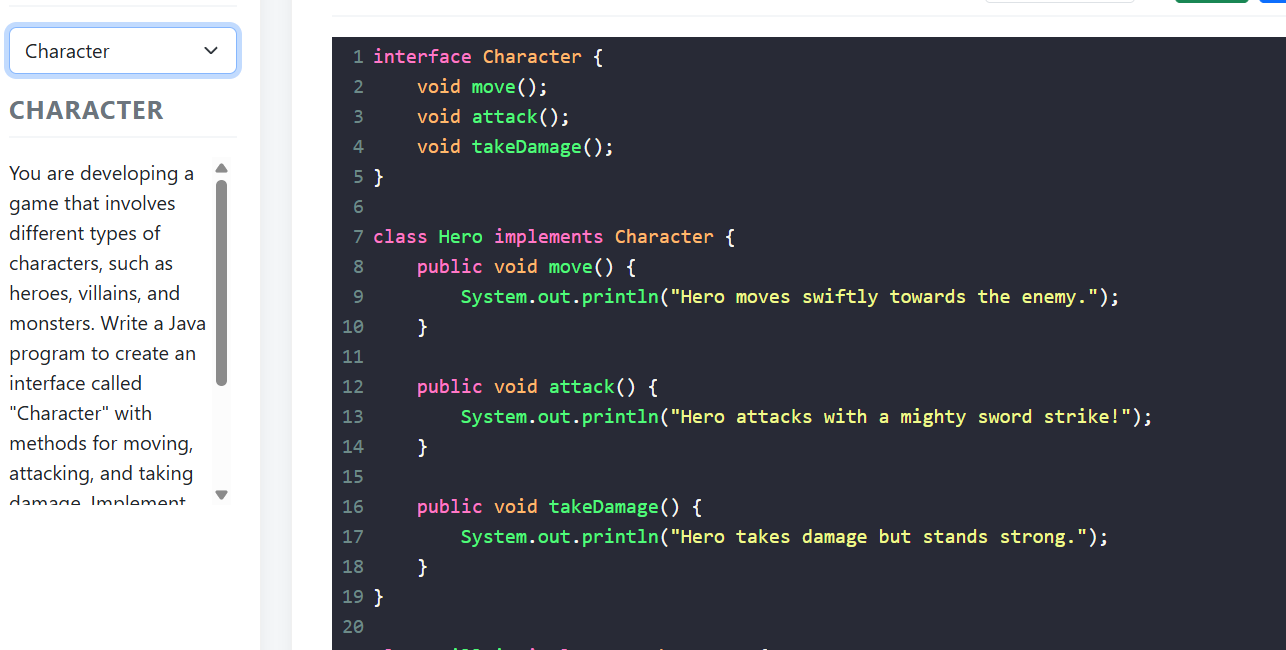 Character
CHARACTER
You are developing a
game that involves
different types of
characters, such as
heroes, villains, and
monsters. Write a Java
program to create an
interface called
"Character" with
methods for moving,
attacking, and taking
damage. Implement
1 interface Character {
2     void move();
3     void attack();
4     void takeDamage();
5 }
6
7 class Hero implements Character {
8     public void move() {
9         System.out.println("Hero moves swiftly towards the enemy.");
10     }
11
12     public void attack() {
13         System.out.println("Hero attacks with a mighty sword strike!");
14     }
15
16     public void takeDamage() {
17         System.out.println("Hero takes damage but stands strong.");
18     }
19 }
20